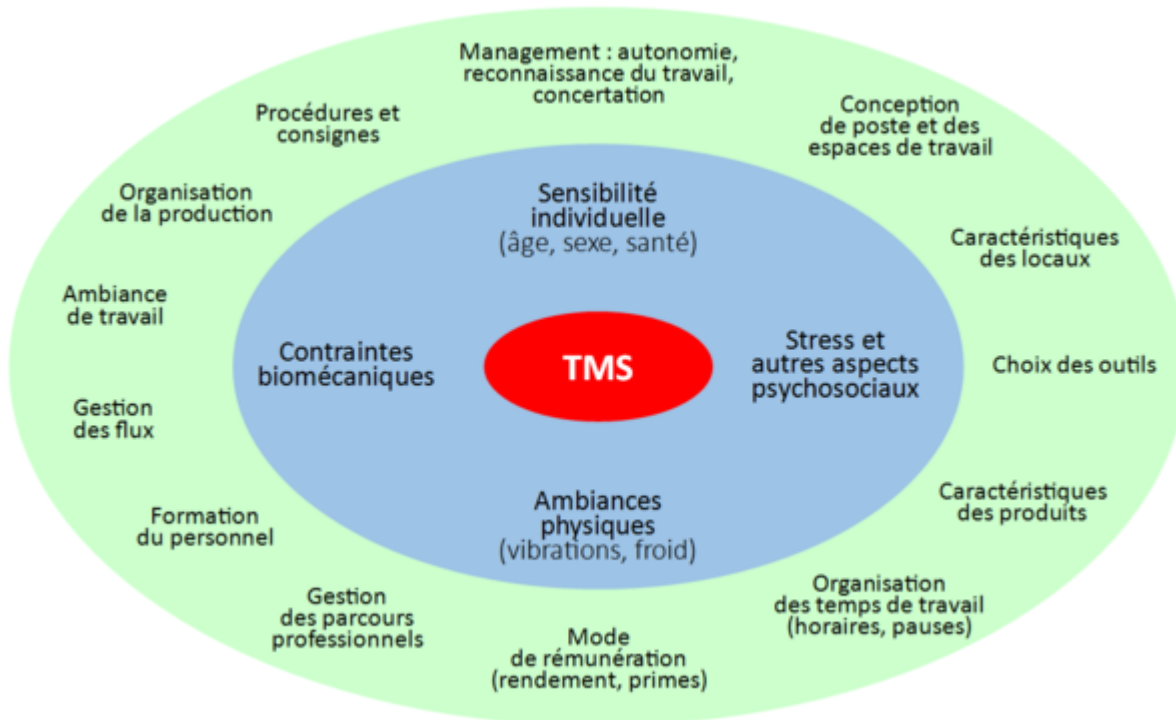 Management : autonomie,
reconnaissance du travail,
concertation
Procédures et
consignes
Conception
de poste et des
espaces de travail
Organisation
de la production
Sensibilité
individuelle
(âge, sexe, santé)
Caractéristiques
des locaux
Ambiance
de travail
Contraintes
biomécaniques
TMS
Stress et
autres aspects
psychosociaux
Choix des outils
Gestion
des flux
Ambiances
physiques
(vibrations, froid)
Caractéristiques
des produits
Formation
du personnel
Gestion
des parcours
professionnels
Mode
de rémunération
(rendement, primes)
Organisation
des temps de travail
(horaires, pauses)